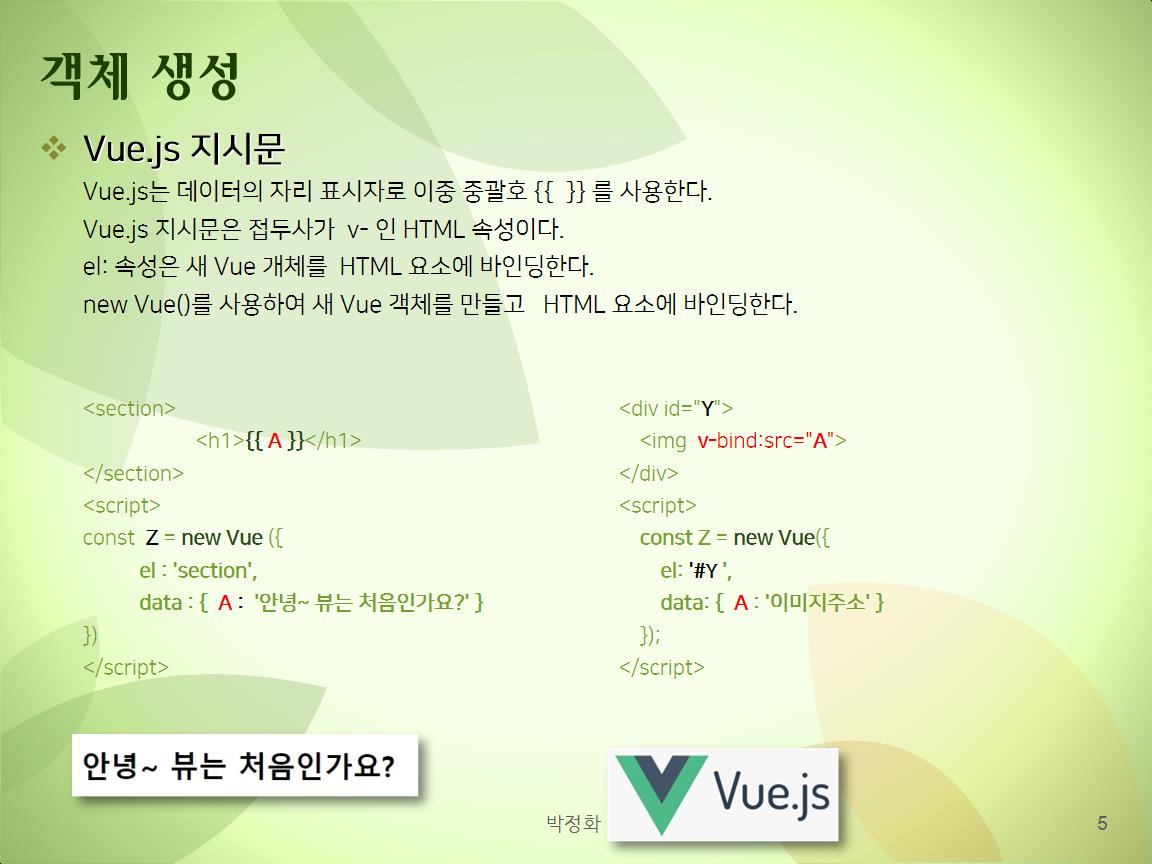 객체 생성
Vue.js 지시문
Vue.js는 데이터의 자리 표시자로 이중 중괄호 {{  }} 를 사용한다.
Vue.js 지시문은 접두사가  v- 인 HTML 속성이다.
el: 속성은 새 Vue 개체를  HTML 요소에 바인딩한다.
new Vue()를 사용하여 새 Vue 객체를 만들고   HTML 요소에 바인딩한다.
<section>
<h1>{{ A }}</h1>
</section>
<script>
const  Z = new Vue ({
el : 'section',
data : {  A :  '안녕~ 뷰는 처음인가요?' }
})
</script>
<div id="Y">
<img  v-bind:src="A">
</div>
<script>
const Z = new Vue({
el: '#Y ',
data: {  A : '이미지주소' }
});
</script>
안녕~ 뷰는 처음인가요?
Vue.js
박정화
5